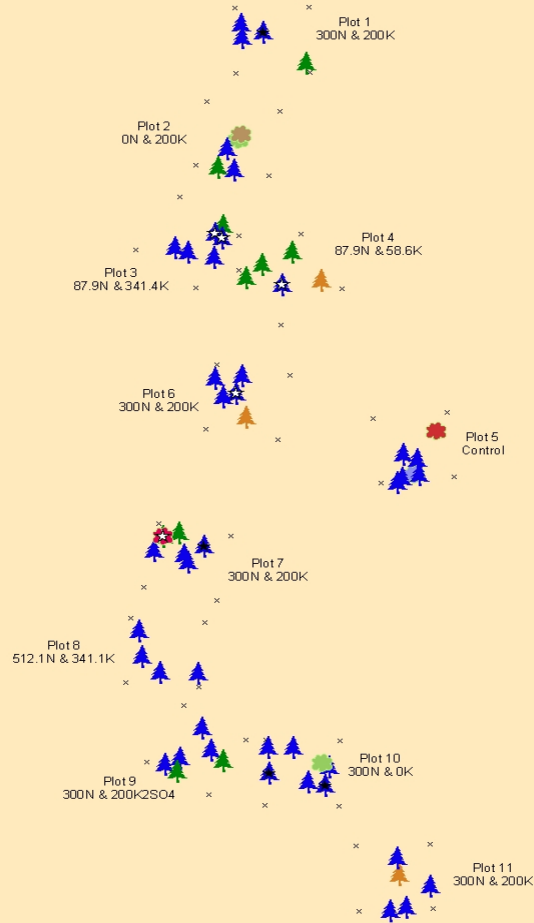 Plot 1
300N & 200K
Plot 2
0N & 200K
Plot 4
87.9N & 58.6K
Plot 3
87.9N & 341.4K
Plot 6
300N & 200K
Plot 5
Control
Plot 7
300N & 200K
Plot 8
512.1N & 341.1K
Plot 10
300N & 0K
Plot 9
300N & 200K2SO4
Plot 11
300N & 200K